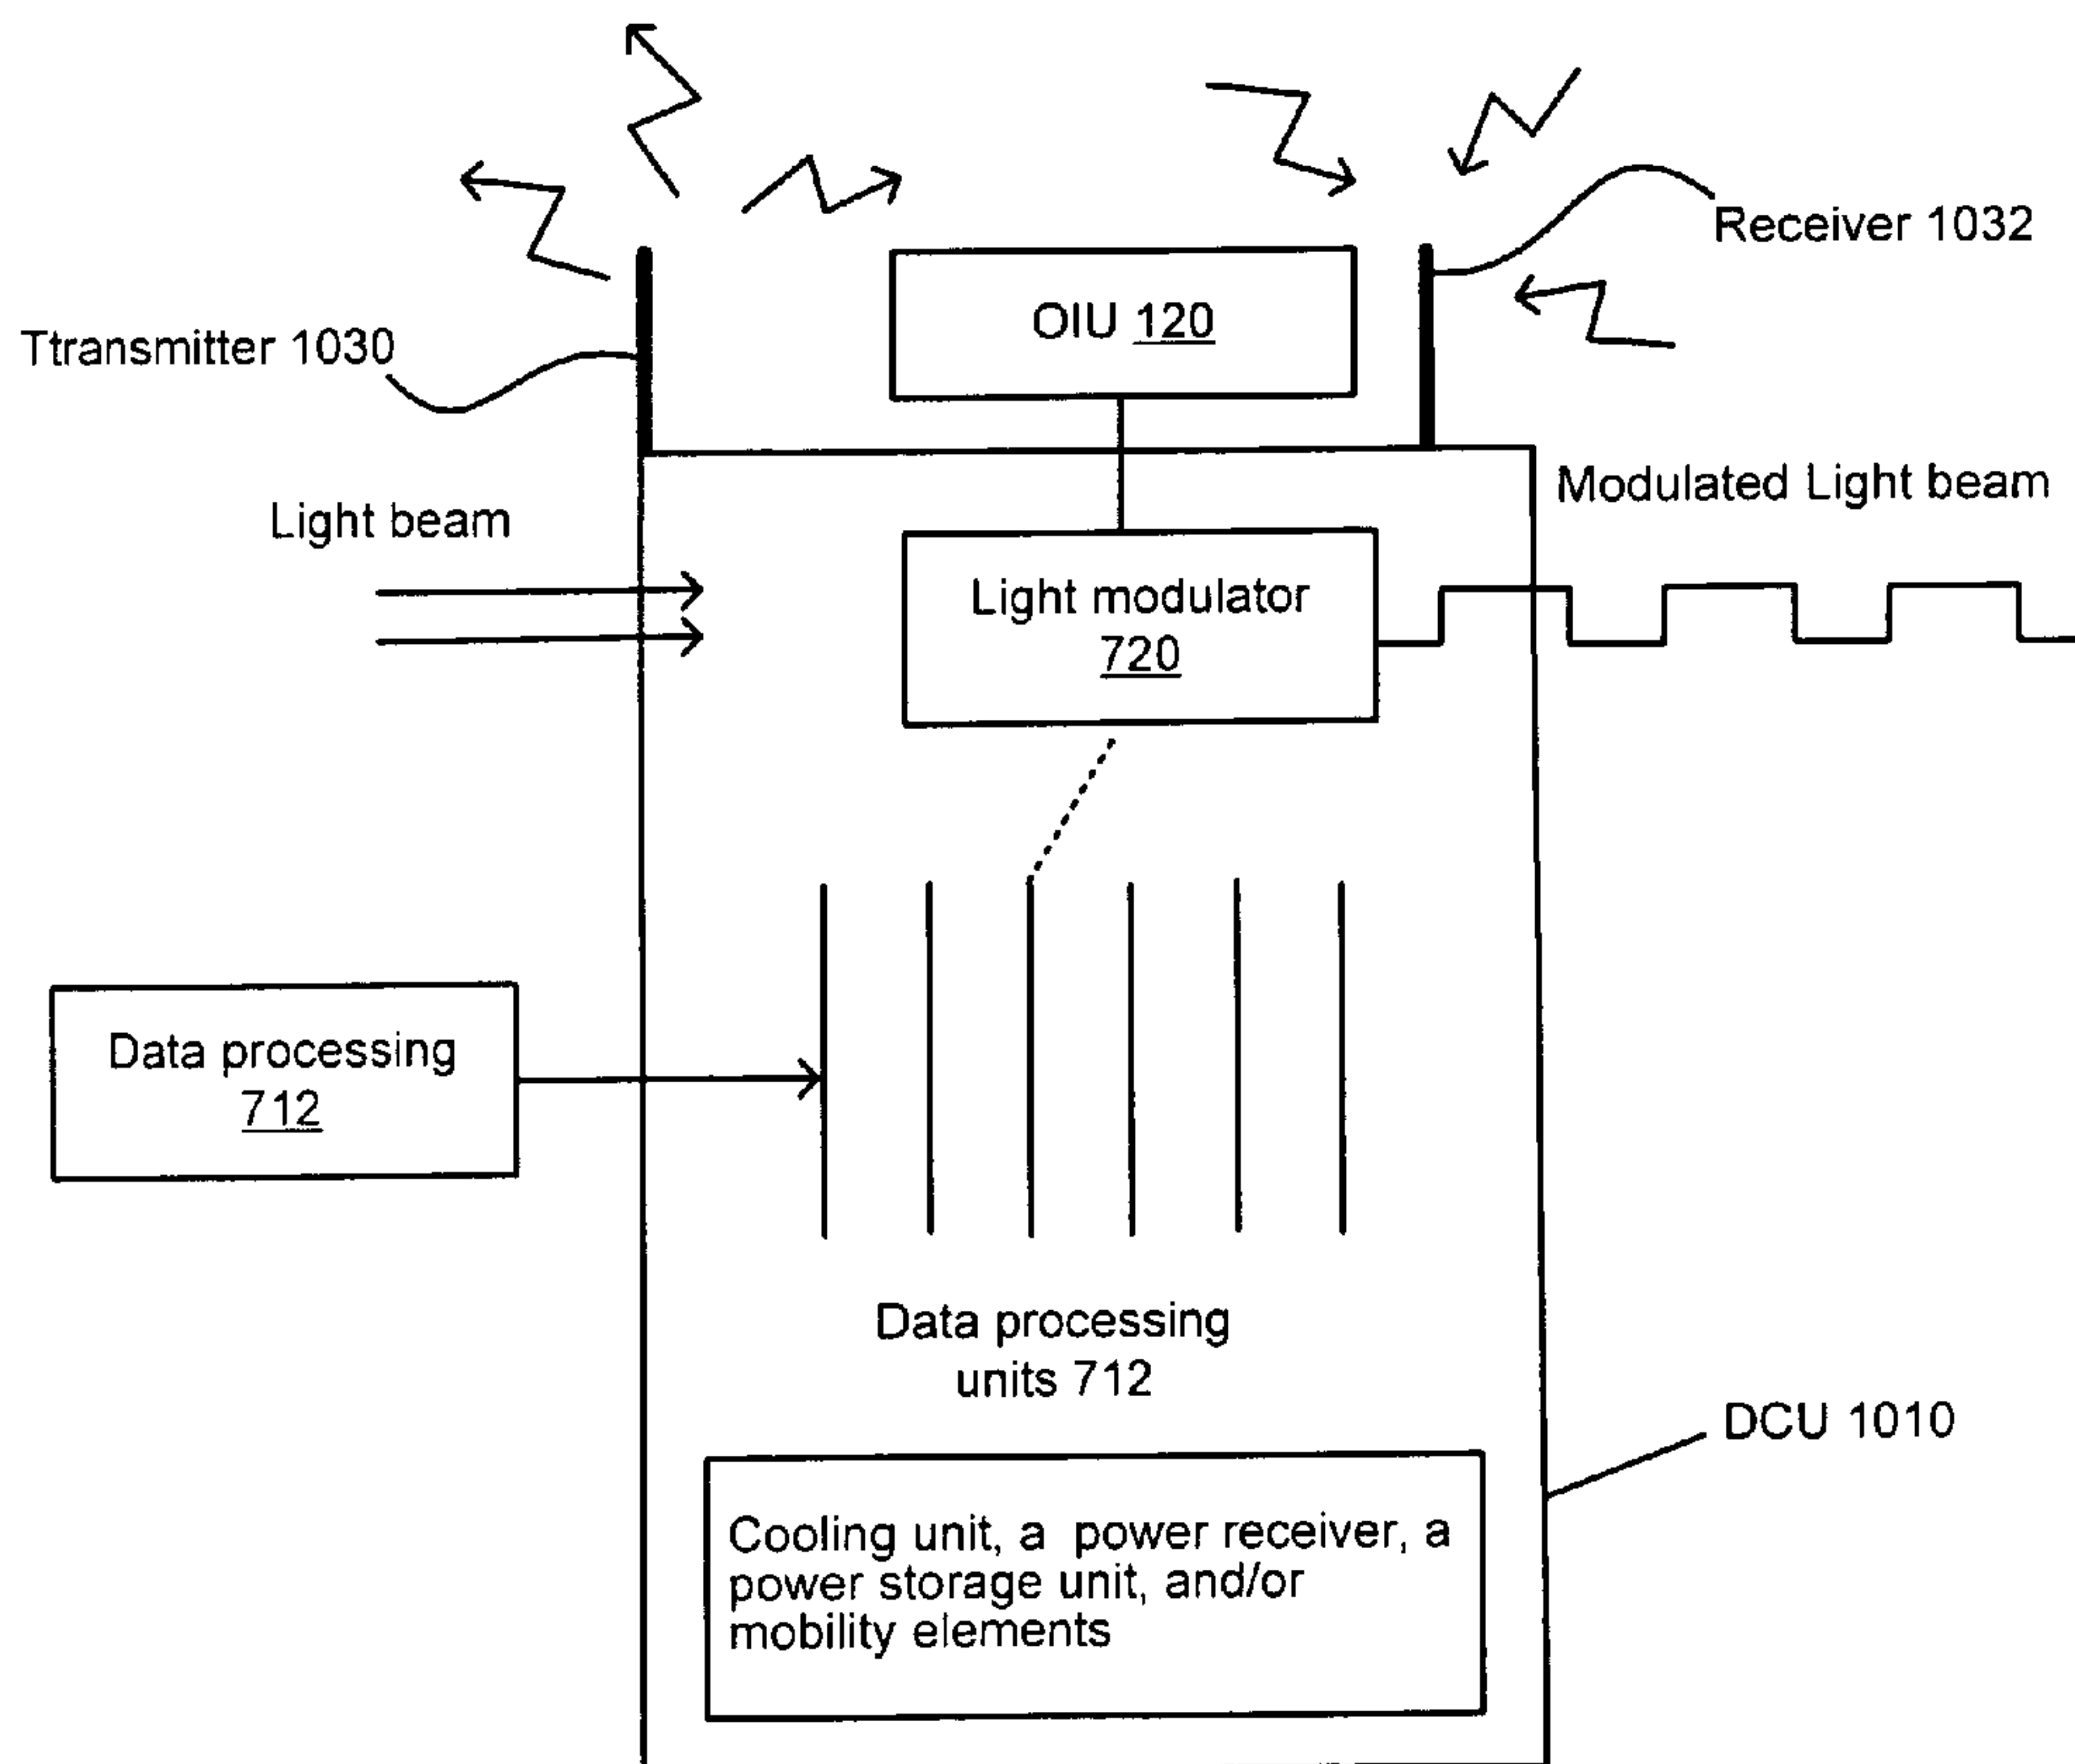 Receiver 1032
OIU 120
Ttransmitter 1030
Modulated Light beam
Light beam
Light modulator
720
Data processing
712
Data processing
units 712
DCU 1010
Cooling unit, a power receiver, a
power storage unit, and/or
mobility elements